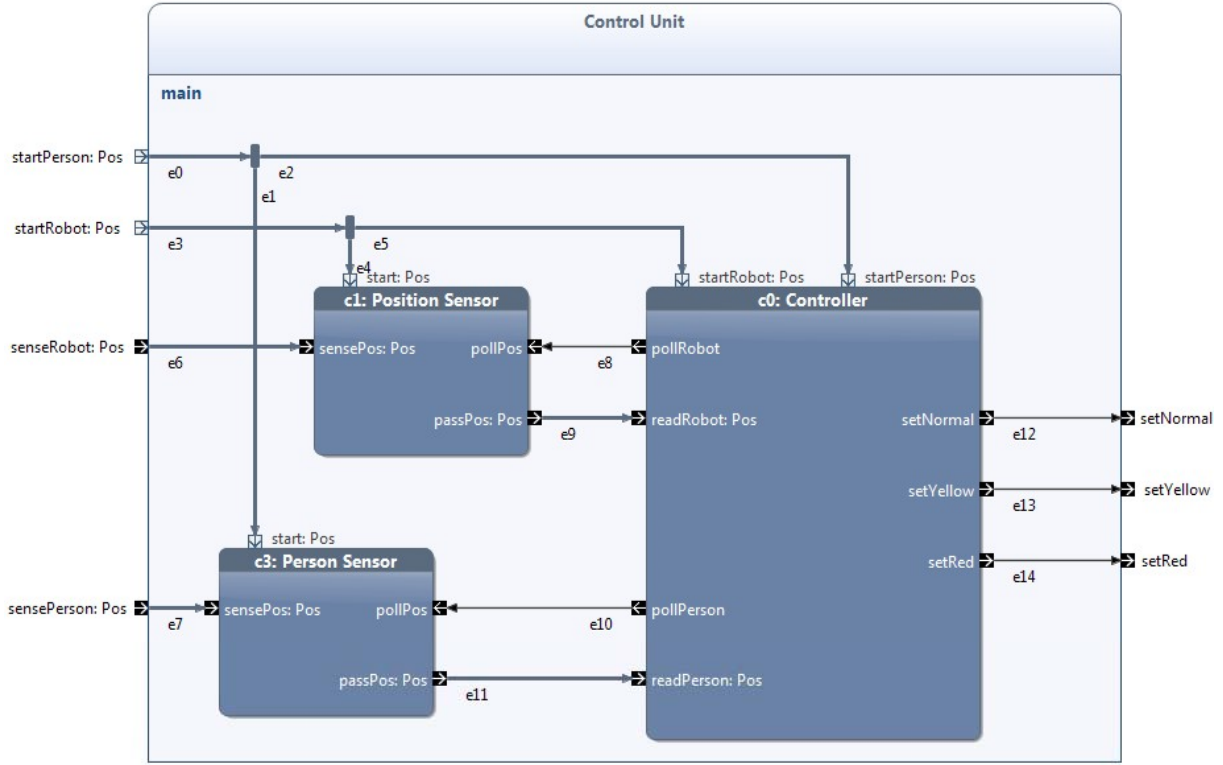 Control Unit
main
startPerson: Pos
e0
e2
e1
startRobot: Pos
e3
e5
e4
start: Pos
startRobot: Pos
startPerson: Pos
c1: Position Sensor
c0: Controller
senseRobot: Pos
e6
sensePos: Pos
pollPos
e8
pollRobot
passPos: Pos
e9
readRobot: Pos
setNormal
e12
setNormal
setYellow
e13
setYellow
start: Pos
c3: Person Sensor
setRed
e14
setRed
sensePerson: Pos
e7
sensePos: Pos
pollPos
e10
pollPerson
passPos: Pos
e11
readPerson: Pos